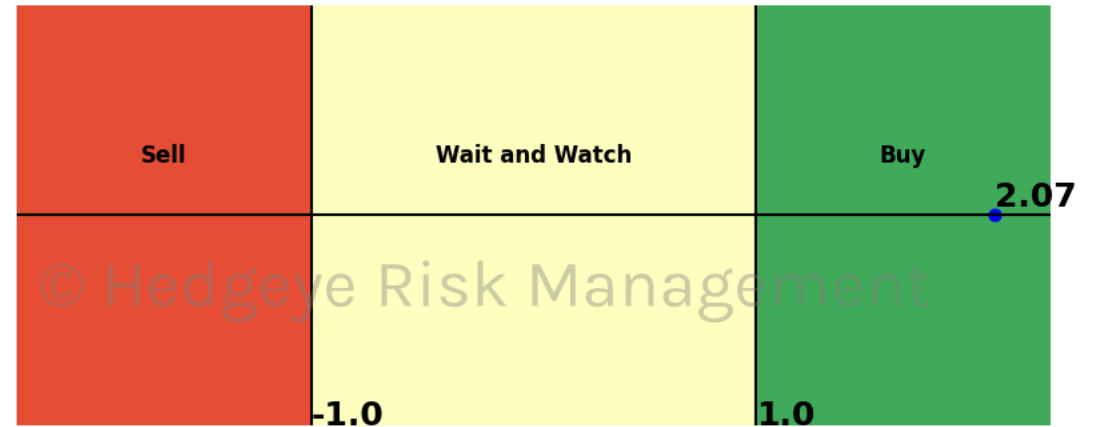 Sell
Wait and Watch
Buy
2.07
© Hedgeye Risk Management
-1.0
1.0